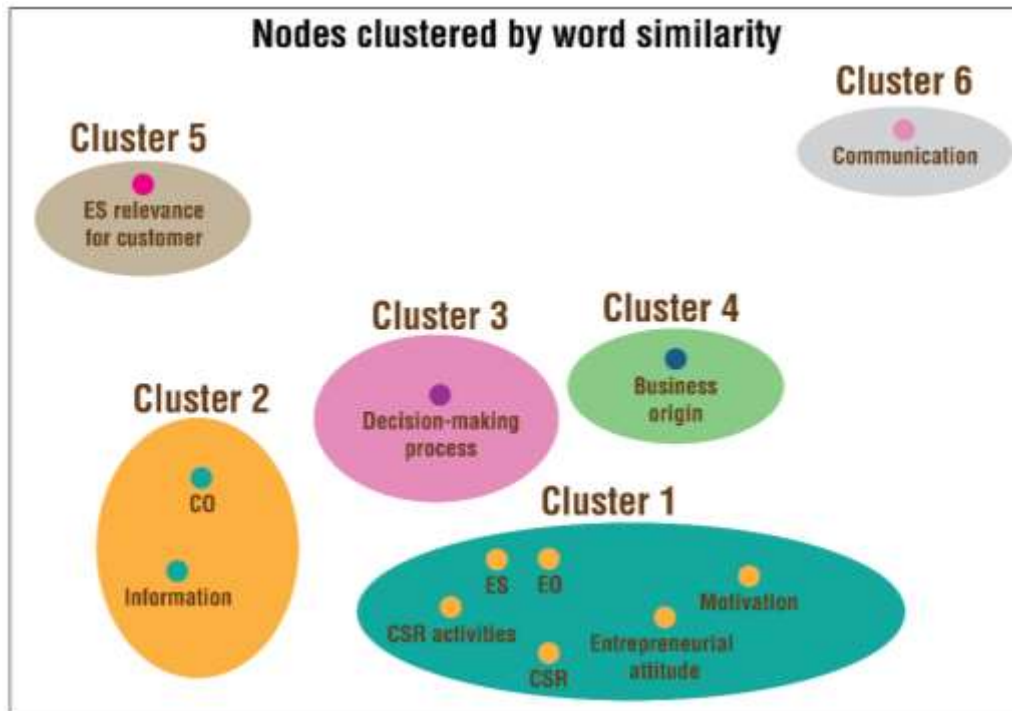 Nodes clustered by word similarity
Cluster 6
Communication
Cluster 5
ES relevance
for customer
Cluster 3
Decision-making
process
Cluster 4
Business
origin
Cluster 2
CO
Information
Cluster 1
ES
EO
Motivation
CSR activities
Entrepreneurial
attitude
CSR